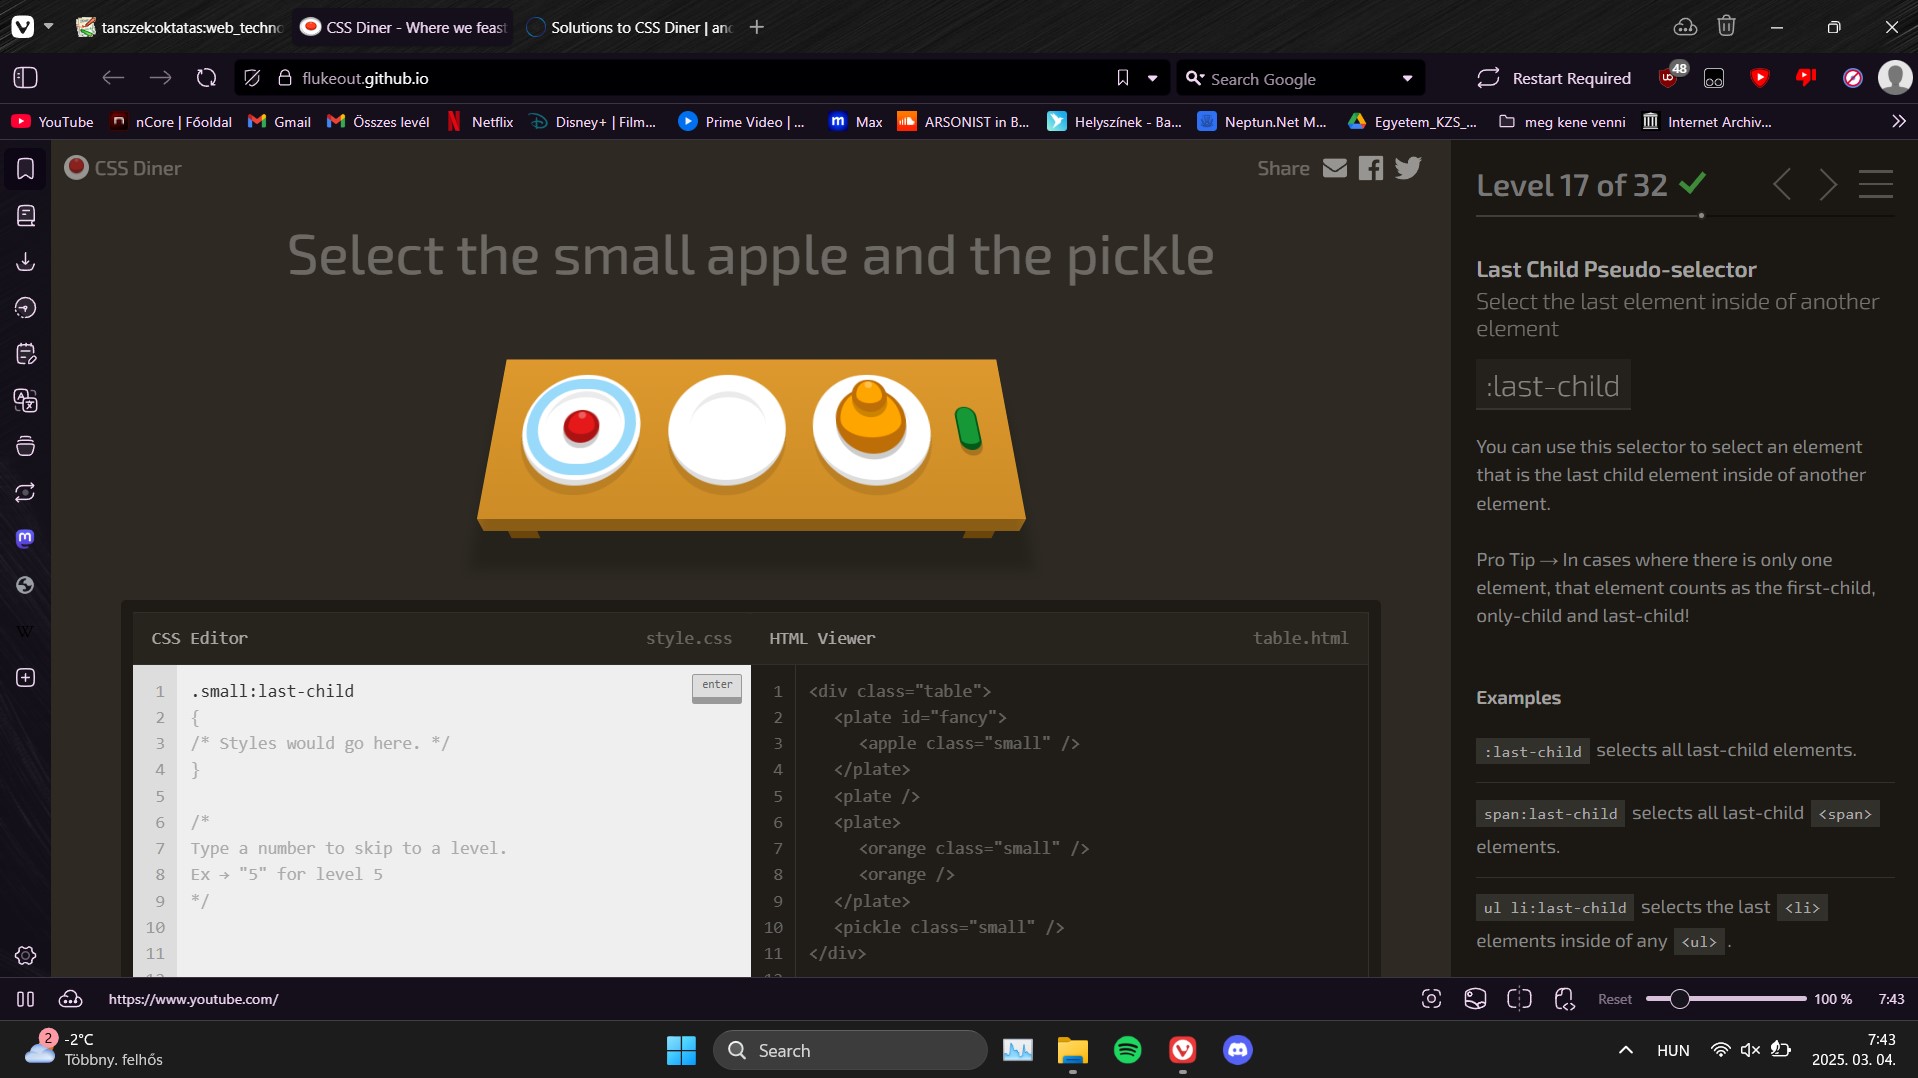 tanszek:oktatas:web_techno
CSS Diner - Where we feast
Solutions to CSS Diner | and
flukeout.github.io
Search Google
Restart Required
48
YouTube
nCore | Főoldal
Gmail
Összes levél
Netflix
Disney+ | Film...
Prime Video | ...
Max
ARSONIST in B...
Helyszínek - Ba...
Neptun.Net M...
Egyetem_KZS_...
meg kene venni
Internet Archiv...
CSS Diner
Share
Select the small apple and the pickle
CSS Editor
style.css
HTML Viewer
table.html
1 .small:last-child
enter
2 {
3 /* Styles would go here. */
4 }
5
6 /*
7 Type a number to skip to a level.
8 Ex → "5" for level 5
9 */
10
11
1 <div class="table">
2 <plate id="fancy">
3 <apple class="small" />
4 </plate>
5 <plate />
6 <plate>
7 <orange class="small" />
8 <orange />
9 </plate>
10 <pickle class="small" />
11 </div>
Level 17 of 32
Last Child Pseudo-selector
Select the last element inside of another
element
:last-child
You can use this selector to select an element
that is the last child element inside of another
element.
Pro Tip → In cases where there is only one
element, that element counts as the first-child,
only-child and last-child!
Examples
:last-child selects all last-child elements.
span:last-child selects all last-child <span>
elements.
ul li:last-child selects the last <li>
elements inside of any <ul> .
https://www.youtube.com/
Reset
100 %
7:43
2
-2°C
Többny. felhős
Search
HUN
7:43
2025. 03. 04.